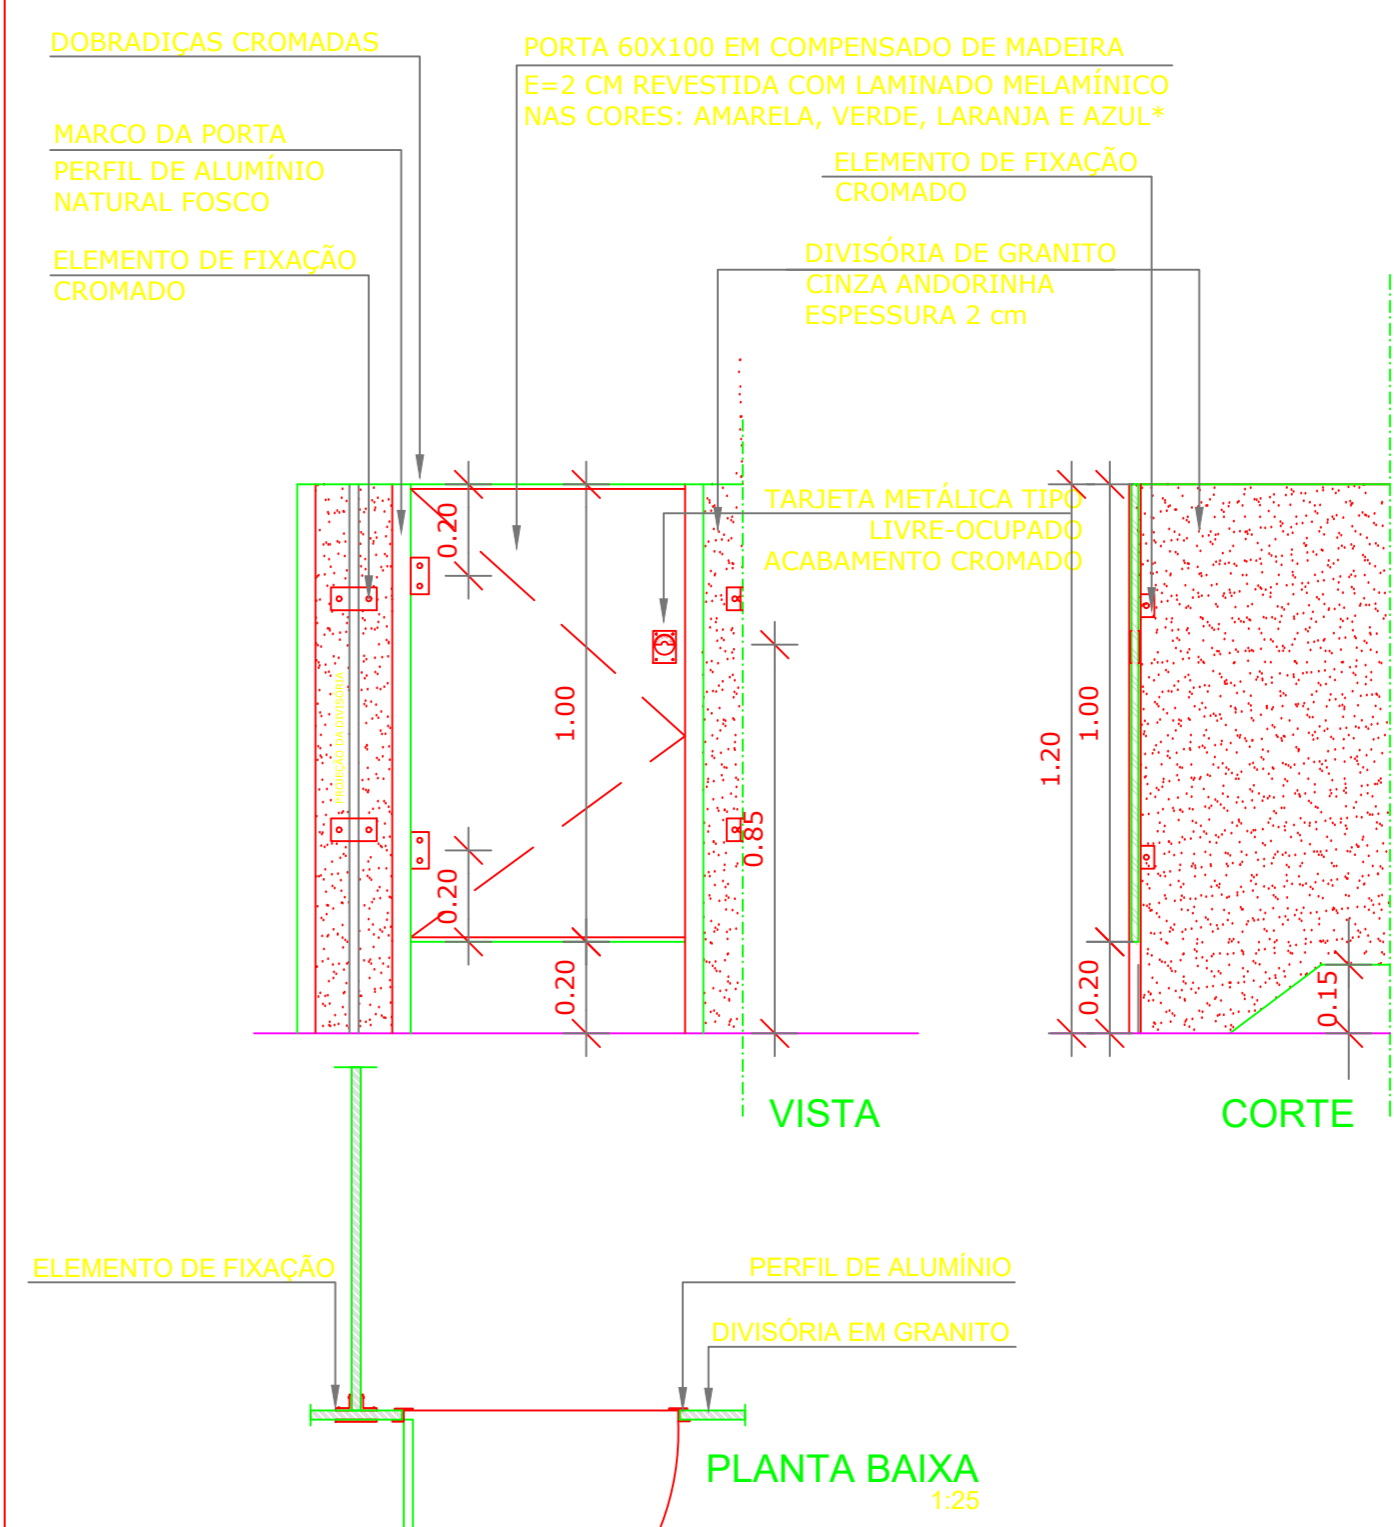 DOBRADIÇAS CROMADAS
PORTA 60X100 EM COMPENSADO DE MADEIRA
E=2 CM REVESTIDA COM LAMINADO MELAMÍNICO
NAS CORES: AMARELA, VERDE, LARANJA E AZUL*
MARCO DA PORTA
PERFIL DE ALUMÍNIO
NATURAL FOSCO
ELEMENTO DE FIXAÇÃO
CROMADO
ELEMENTO DE FIXAÇÃO
CROMADO
DIVISÓRIA DE GRANITO
CINZA ANDORINHA
ESPESSURA 2 cm
TARJETA METÁLICA TIPO
LIVRE-OCUPADO
ACABAMENTO CROMADO
0.20
1.00
0.20
0.20
0.85
PROJEÇÃO DA DIVISÓRIA
1.20
1.00
0.20
0.15
VISTA
CORTE
ELEMENTO DE FIXAÇÃO
PERFIL DE ALUMÍNIO
DIVISÓRIA EM GRANITO
PLANTA BAIXA
1:25